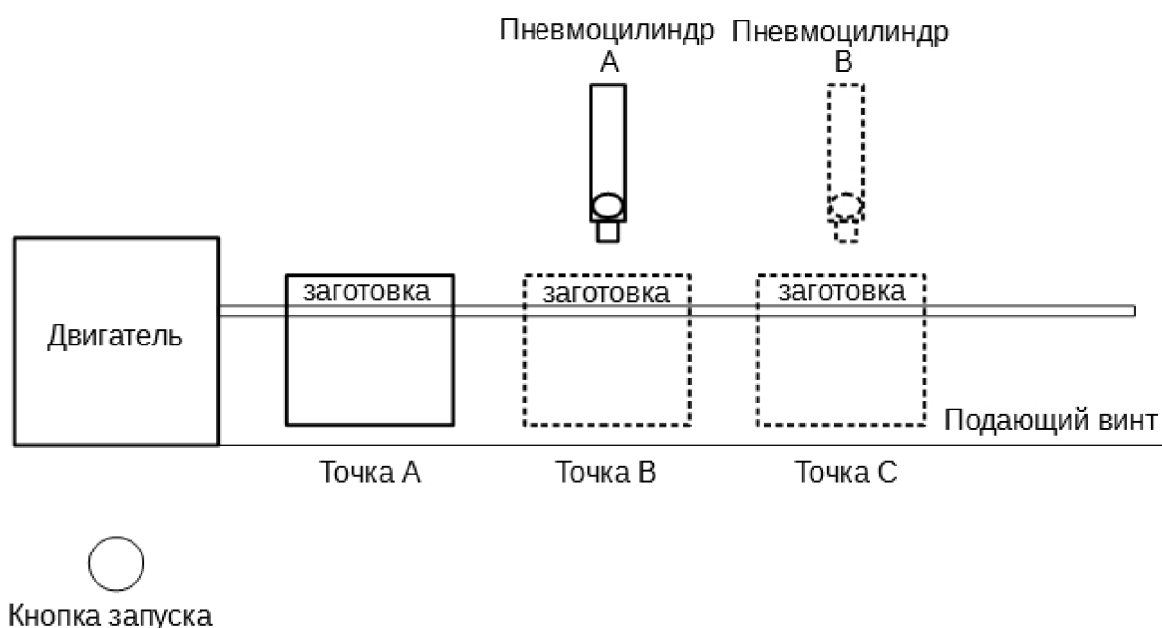 Пневмоцилиндр
А
Пневмоцилиндр
В
заготовка
заготовка
заготовка
Двигатель
Подающий винт
Точка А
Точка В
Точка С
Кнопка запуска